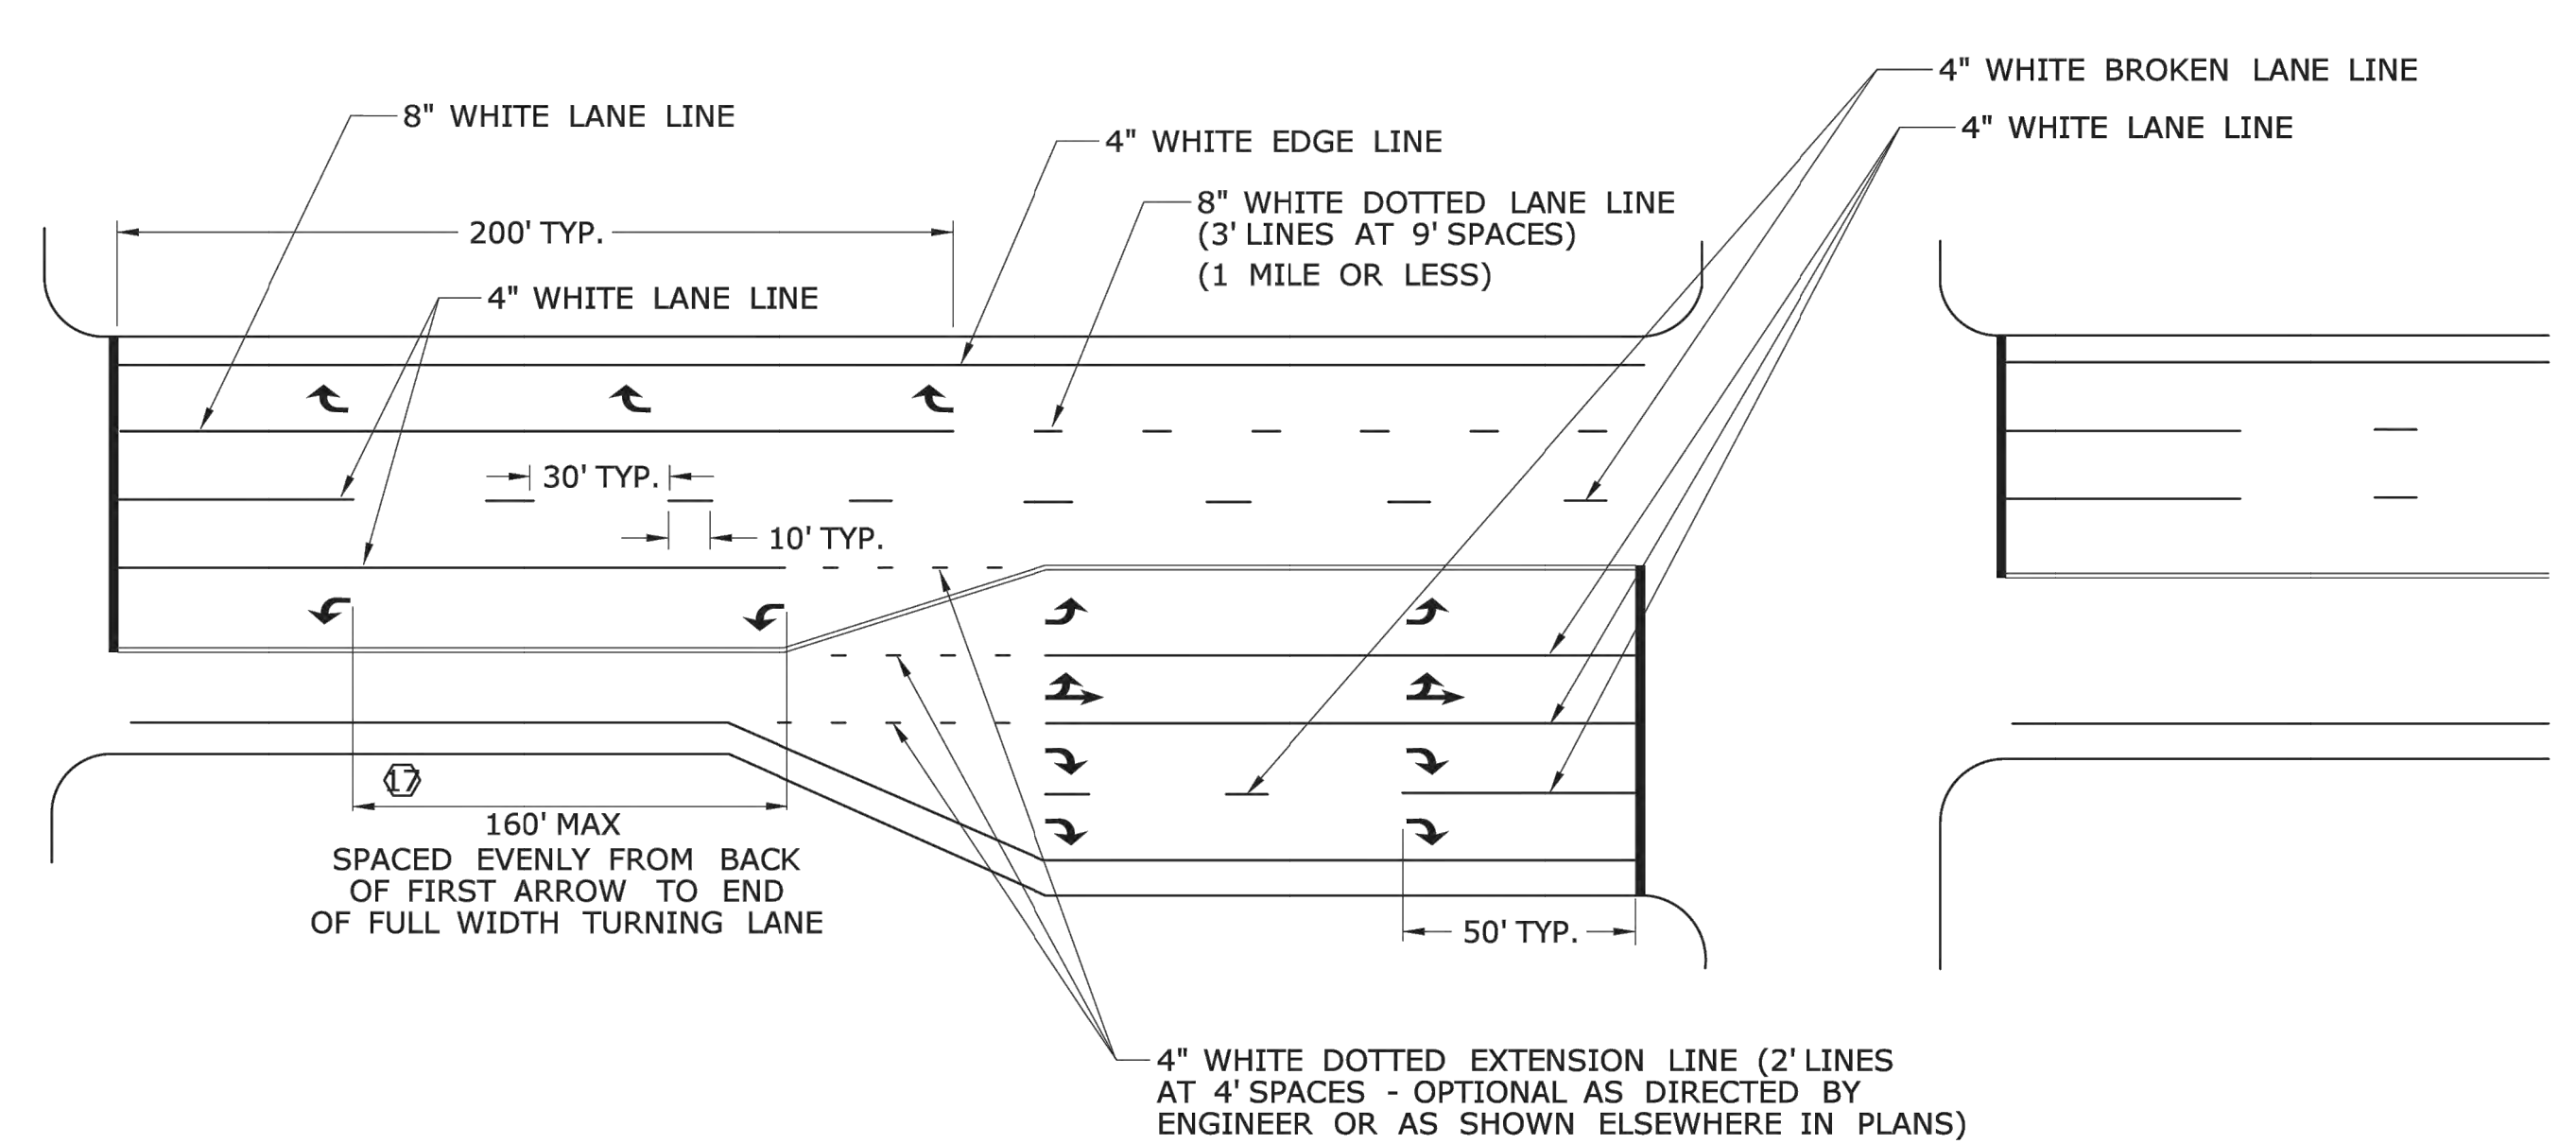 4" WHITE BROKEN LANE LINE
8" WHITE LANE LINE
4" WHITE LANE LINE
4" WHITE EDGE LINE
8" WHITE DOTTED LANE LINE
(3' LINES AT 9' SPACES)
(1 MILE OR LESS)
200' TYP.
4" WHITE LANE LINE
30' TYP.
10' TYP.
17
160' MAX
SPACED EVENLY FROM BACK
OF FIRST ARROW TO END
OF FULL WIDTH TURNING LANE
50' TYP.
4" WHITE DOTTED EXTENSION LINE (2' LINES
AT 4' SPACES - OPTIONAL AS DIRECTED BY
ENGINEER OR AS SHOWN ELSEWHERE IN PLANS)